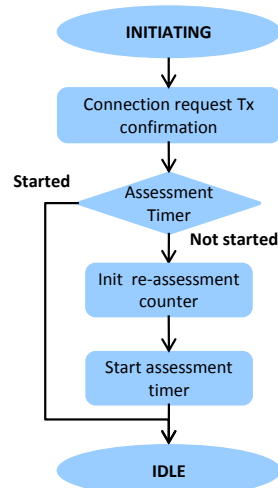 INITIATING
Connection request Tx
confirmation
Started
Assessment
Timer
Not started
Init re-assessment
counter
Start assessment
timer
IDLE